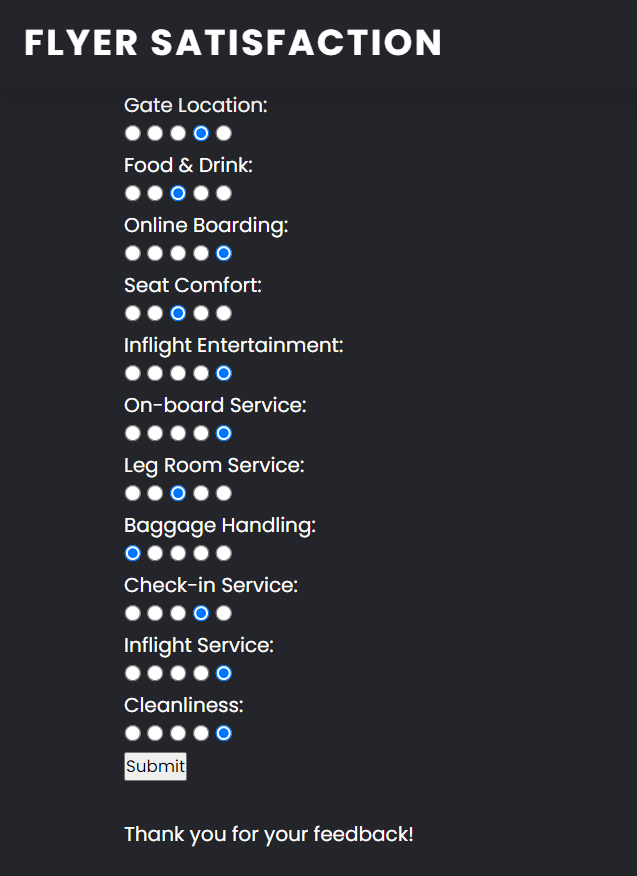 FLYER SATISFACTION
Gate Location:
Food & Drink:
Online Boarding:
Seat Comfort:
Inflight Entertainment:
On-board Service:
Leg Room Service:
Baggage Handling:
Check-in Service:
Inflight Service:
Cleanliness:
Submit
Thank you for your feedback!